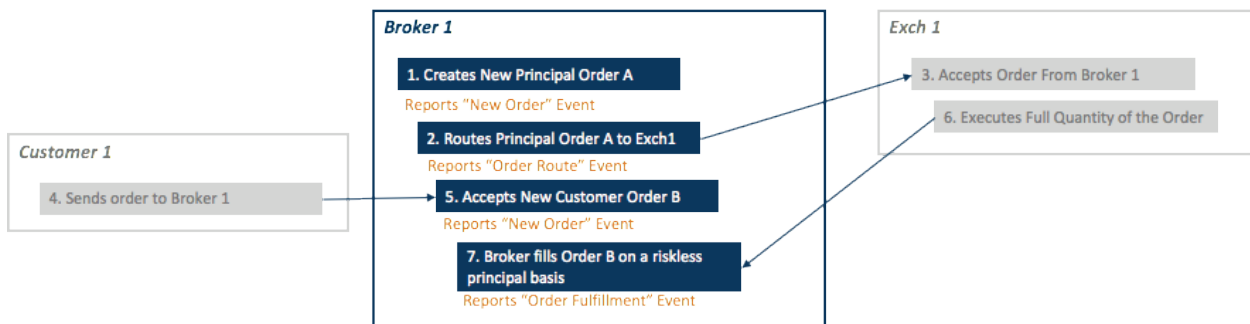 Broker 1
Exch 1
1. Creates New Principal Order A
3. Accepts Order From Broker 1
Reports "New Order" Event
6. Executes Full Quantity of the Order
2. Routes Principal Order A to Exch1
Customer 1
Reports "Order Route" Event
4. Sends order to Broker 1
5. Accepts New Customer Order B
Reports "New Order" Event
7. Broker fills Order B on a riskless
principal basis
Reports "Order Fulfillment" Event